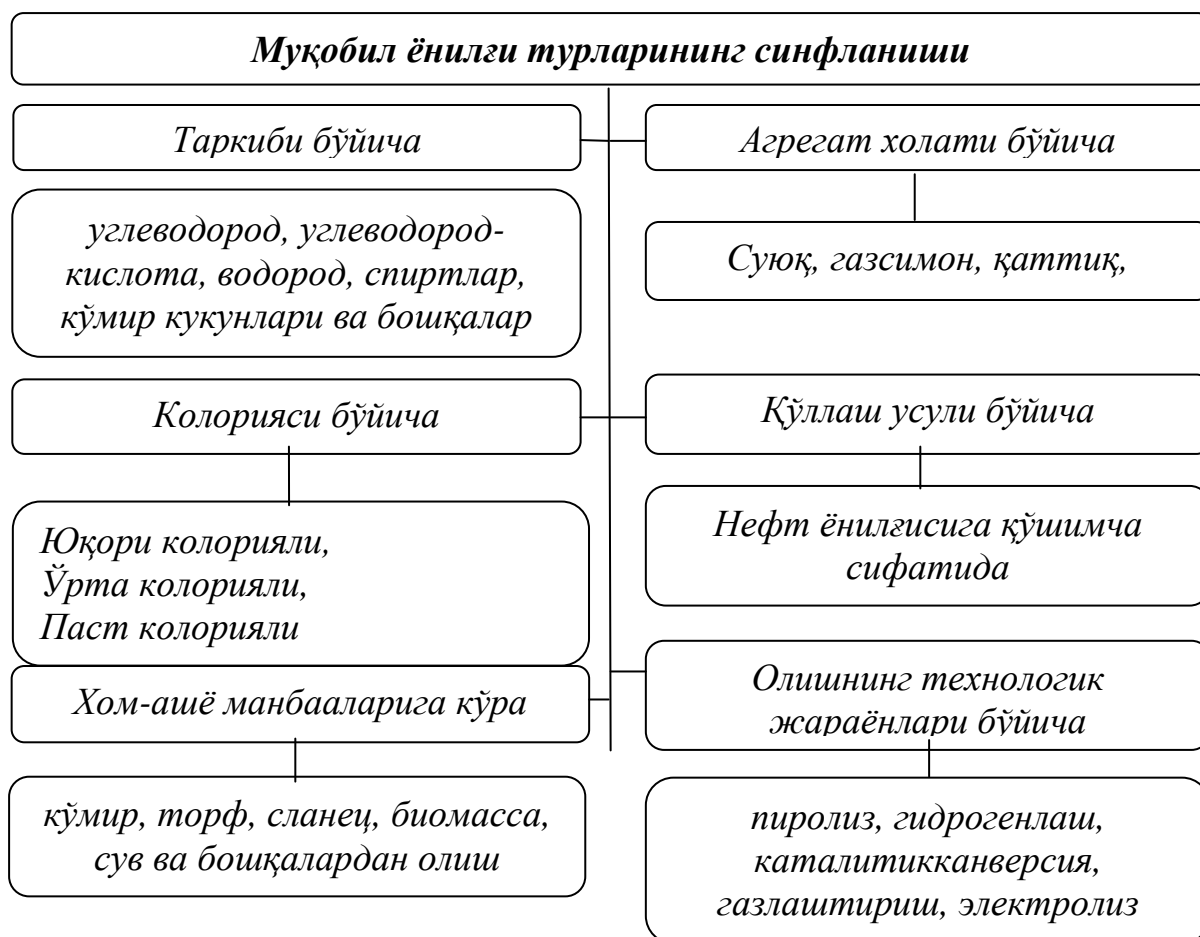 Муқобил ёнилғи турларининг синфланиши
Таркиби бўйича
Агрегат холати бўйича
углеводород, углеводород-
кислота, водород, спиртлар,
кўмир кукунлари ва бошқалар
Суюқ, газсимон, қаттиқ,
Колорияси бўйича
Қўллаш усули бўйича
Юқори колорияли,
Ўрта колорияли,
Паст колорияли
Нефт ёнилғисига қўшимча
сифатида
Хом-ашё манбааларига кўра
Олишнинг технологик
жараёнлари бўйича
кўмир, торф, сланец, биомасса,
сув ва бошқалардан олиш
пиролиз, гидрогенлаш,
каталитикканверсия,
газлаштириш, электролиз